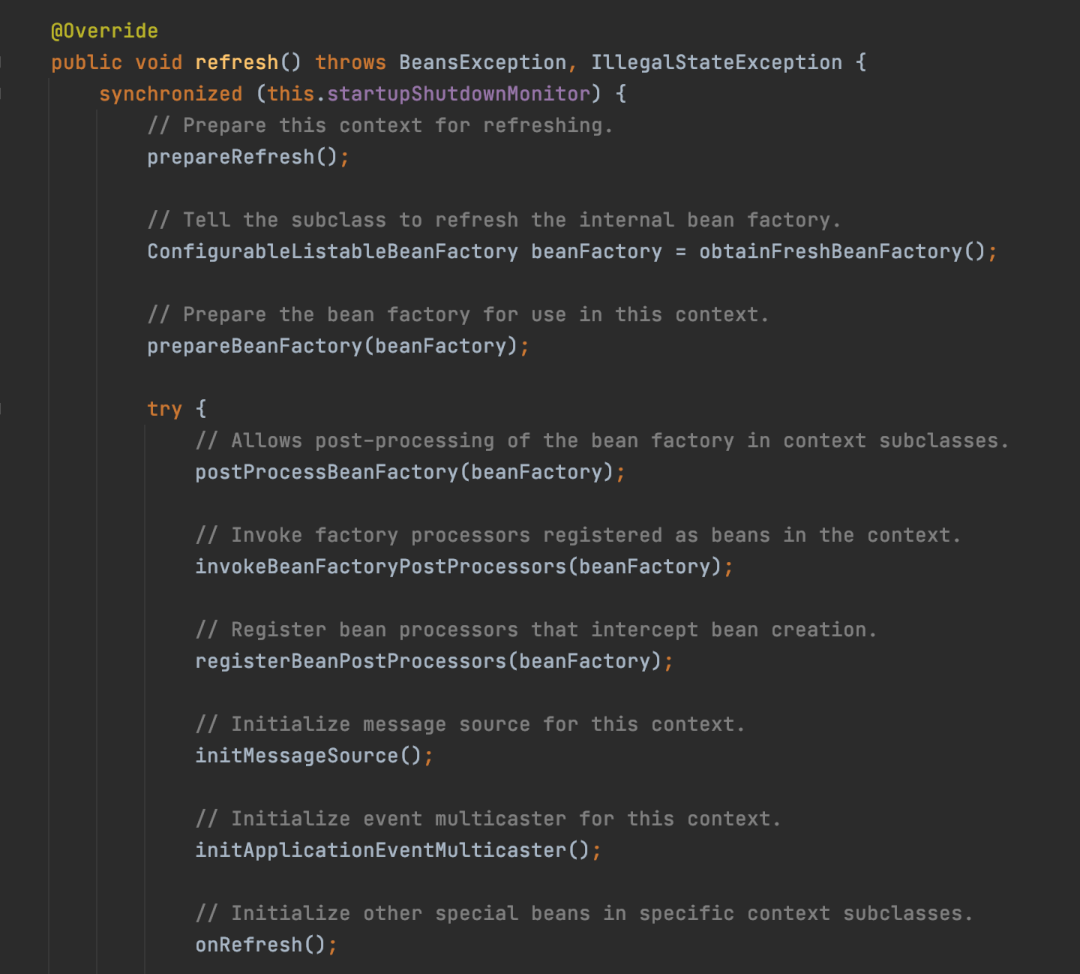 @Override
public void refresh() throws BeansException, IllegalStateException {
synchronized (this.startupShutdownMonitor) {
// Prepare this context for refreshing.
prepareRefresh();
// Tell the subclass to refresh the internal bean factory.
ConfigurableListableBeanFactory beanFactory = obtainFreshBeanFactory();
// Prepare the bean factory for use in this context.
prepareBeanFactory(beanFactory);
try {
// Allows post-processing of the bean factory in context subclasses.
postProcessBeanFactory(beanFactory);
// Invoke factory processors registered as beans in the context.
invokeBeanFactoryPostProcessors(beanFactory);
// Register bean processors that intercept bean creation.
registerBeanPostProcessors(beanFactory);
// Initialize message source for this context.
initMessageSource();
// Initialize event multicaster for this context.
initApplicationEventMulticaster();
// Initialize other special beans in specific context subclasses.
onRefresh();